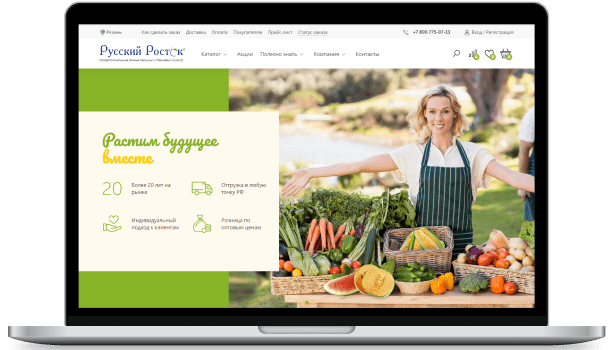 Рязань Как сделать заказ Доставка Оплата Покупателям Прайс-лист Статус заказа +7 800 775-07-13 Вход / Регистрация
Русский Росток
Каталог Акции Полезно знать Компания Контакты
Растим будущее
вместе
20 Более 20 лет на
рынке
Отгрузка в любую
точку РФ
Индивидуальный
подход к клиентам
Розница по
оптовым ценам